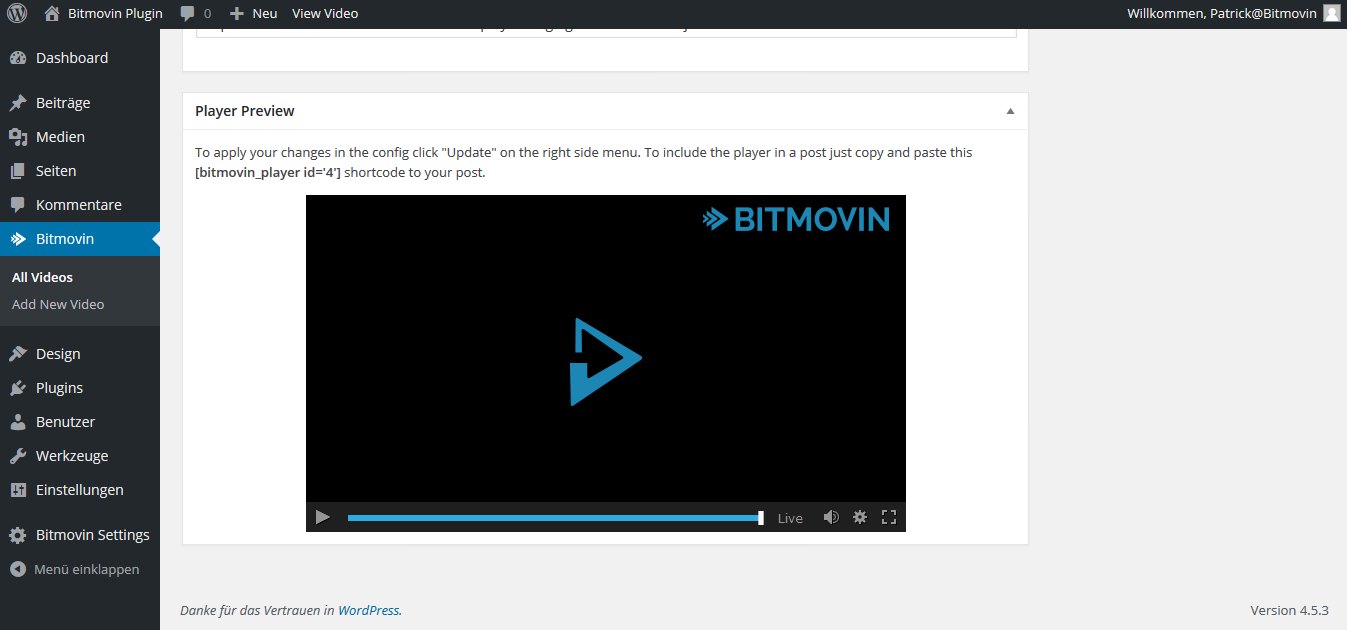 Bitmovin Plugin 0 Neu View Video Willkommen, Patrick@Bitmovin
Dashboard
Beiträge
Medien
Seiten
Kommentare
Bitmovin
All Videos
Add New Video
Design
Plugins
Benutzer
Werkzeuge
Einstellungen
Bitmovin Settings
Menü einklappen
Player Preview
To apply your changes in the config click "Update" on the right side menu. To include the player in a post just copy and paste this
[bitmovin_player id='4'] shortcode to your post.
BITMOVIN
Live
Danke für das Vertrauen in WordPress.
Version 4.5.3